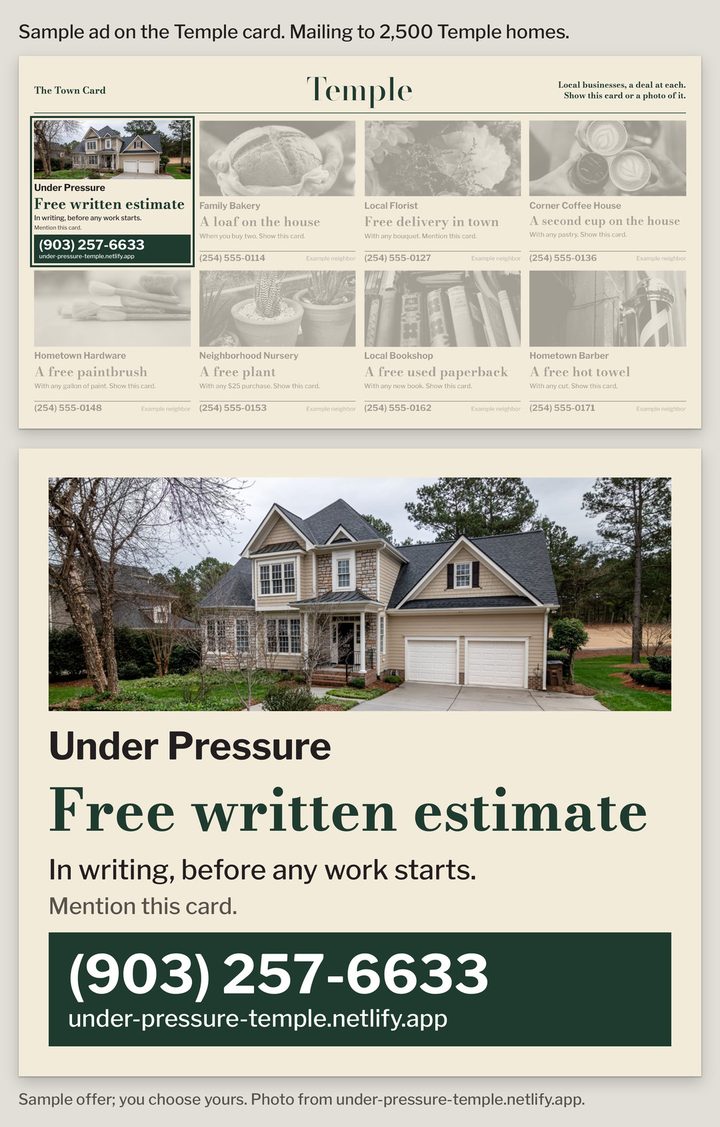 Sample ad on the Temple card. Mailing to 2,500 Temple homes.
The Town Card
Temple
Local businesses, a deal at each.
Show this card or a photo of it.
Under Pressure
Free written estimate
In writing, before any work starts.
Mention this card.
(903) 257-6633
under-pressure-temple.netlify.app
Family Bakery
A loaf on the house
When you buy two. Show this card.
(254) 555-0114
Example neighbor
Local Florist
Free delivery in town
With any bouquet. Mention this card.
(254) 555-0127
Example neighbor
Corner Coffee House
A second cup on the house
With any pastry. Show this card.
(254) 555-0136
Example neighbor
Hometown Hardware
A free paintbrush
With any gallon of paint. Show this card.
(254) 555-0148
Example neighbor
Neighborhood Nursery
A free plant
With any $25 purchase. Show this card.
(254) 555-0153
Example neighbor
Local Bookshop
A free used paperback
With any new book. Show this card.
(254) 555-0162
Example neighbor
Hometown Barber
A free hot towel
With any cut. Show this card.
(254) 555-0171
Example neighbor
Under Pressure
Free written estimate
In writing, before any work starts.
Mention this card.
(903) 257-6633
under-pressure-temple.netlify.app
Sample offer; you choose yours. Photo from under-pressure-temple.netlify.app.